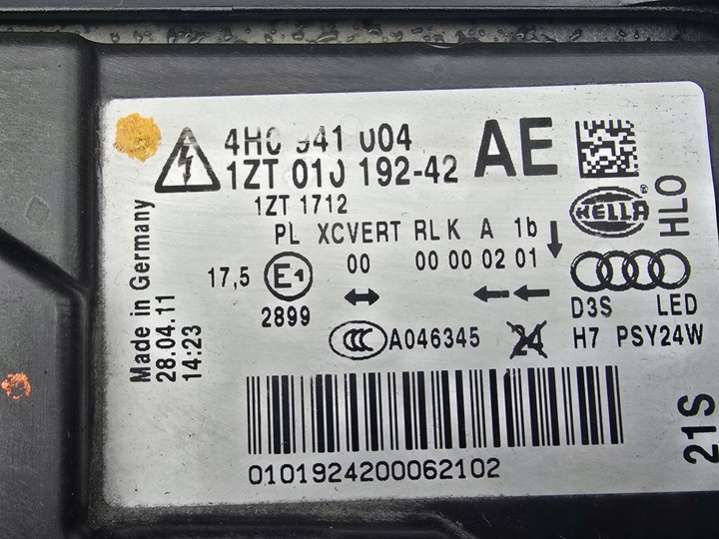 4H0 941 004 AE
1ZT 010 192-42
1ZT 1712
HELLA
HLO
PL XCVERT RL K A 1b
17,5 E1 00 00 00 02 01
2899
D3S LED
CCC A046345 24 H7 PSY24W
Made in Germany
28.04.11
14:23
0101924200062102
21S